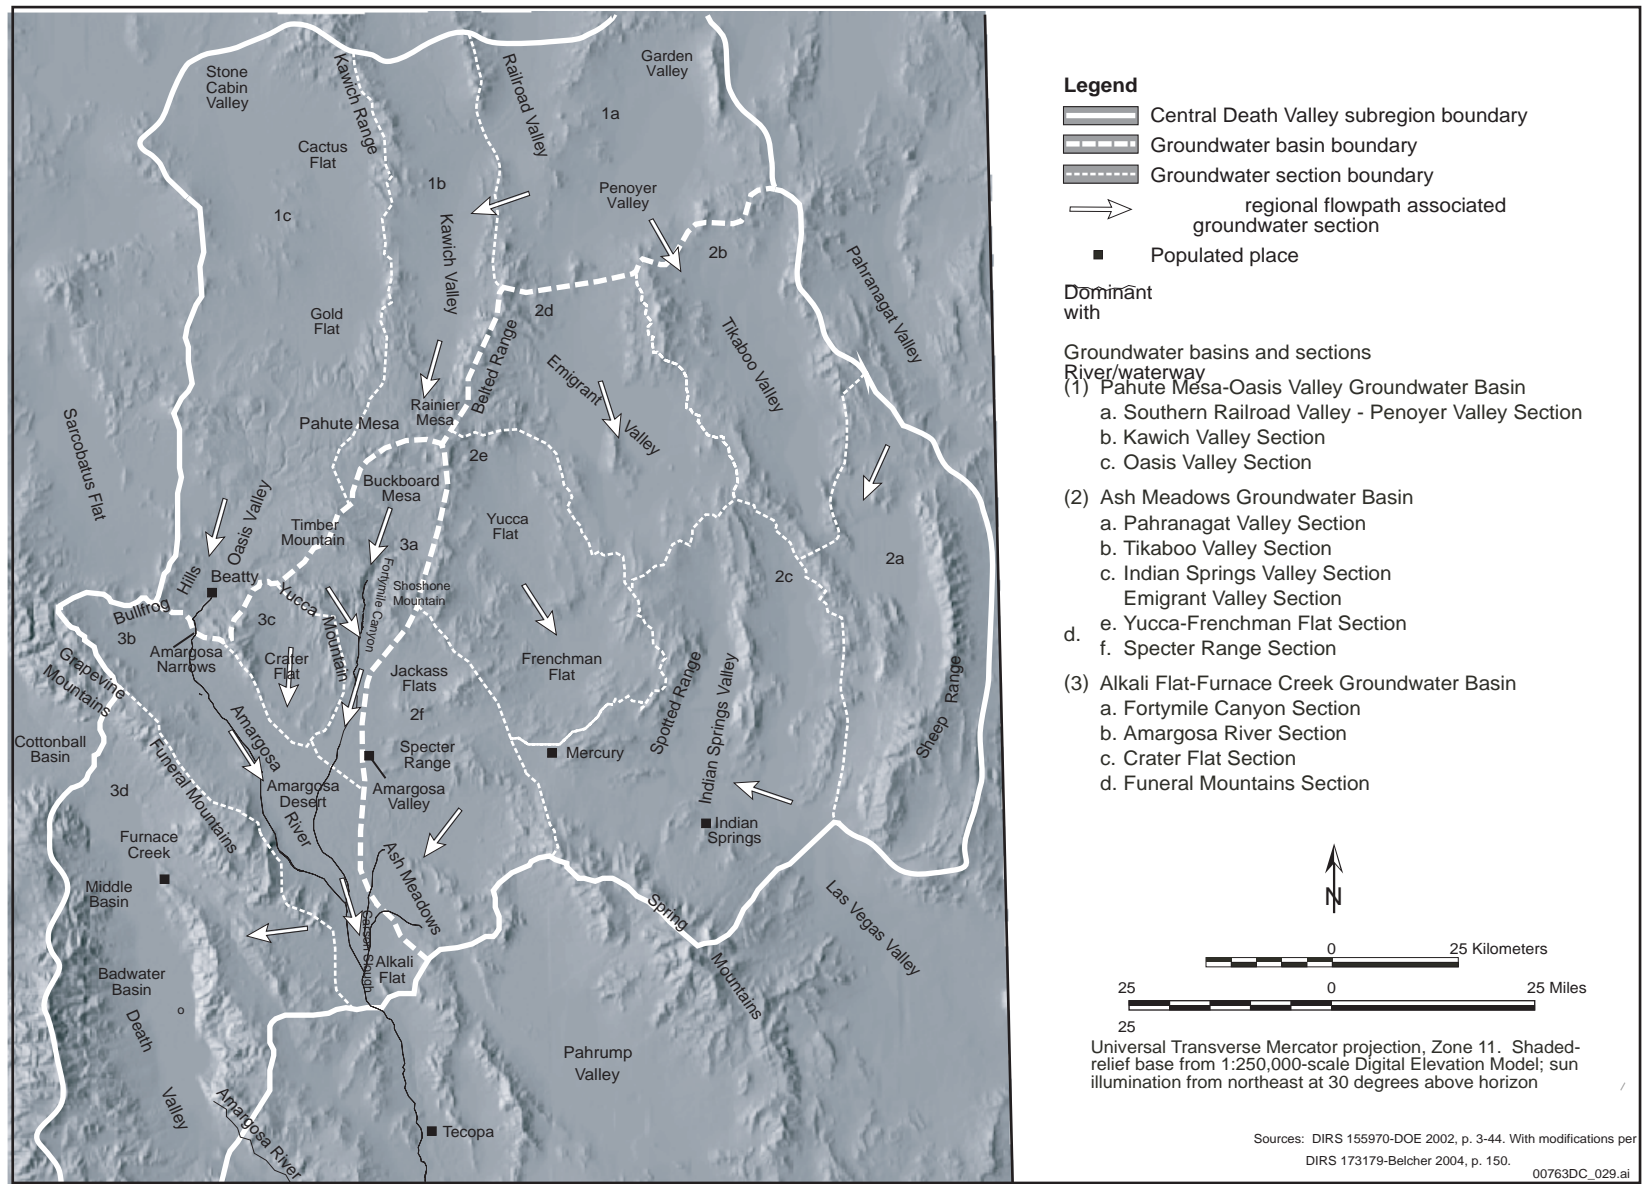 Stone
Cabin
Valley
Kawich Range
Railroad Valley
Garden
Valley
1a
Cactus
Flat
1b
1c
Penoyer
Valley
Kawich Valley
2b
Pahranagat Valley
Gold
Flat
2d
Belted Range
Tikaboo Valley
Emigrant
Valley
Rainier
Mesa
Pahute Mesa
Sarcobatus Flat
2e
Buckboard
Mesa
Oasis Valley
Timber
Mountain
Yucca
Flat
3a
2a
2c
Fortymile Canyon
Shoshone
Mountain
Bullfrog
Hills
Beatty
Yucca
Mountain
3c
3b
Amargosa
Narrows
Crater
Flat
Grapevine
Mountains
Jackass
Flats
Frenchman
Flat
2f
Spotted Range
Indian Springs Valley
Sheep Range
Cottonball
Basin
Funeral Mountains
Amargosa
River
Specter
Range
Mercury
3d
Amargosa
Desert
Amargosa
Valley
Indian
Springs
Furnace
Creek
Middle
Basin
Ash Meadows
Carson Slough
Alkali
Flat
Spring
Mountains
Las Vegas Valley
Badwater
Basin
Death
Valley
Pahrump
Valley
Amargosa River
Tecopa
Legend
Central Death Valley subregion boundary
Groundwater basin boundary
Groundwater section boundary
regional flowpath associated
groundwater section
Populated place
Dominant
with
Groundwater basins and sections
River/waterway
(1) Pahute Mesa-Oasis Valley Groundwater Basin
a. Southern Railroad Valley - Penoyer Valley Section
b. Kawich Valley Section
c. Oasis Valley Section
(2) Ash Meadows Groundwater Basin
a. Pahranagat Valley Section
b. Tikaboo Valley Section
c. Indian Springs Valley Section
Emigrant Valley Section
e. Yucca-Frenchman Flat Section
d.
f. Specter Range Section
(3) Alkali Flat-Furnace Creek Groundwater Basin
a. Fortymile Canyon Section
b. Amargosa River Section
c. Crater Flat Section
d. Funeral Mountains Section
N
0 25 Kilometers
25 0 25 Miles
25
Universal Transverse Mercator projection, Zone 11. Shaded-
relief base from 1:250,000-scale Digital Elevation Model; sun
illumination from northeast at 30 degrees above horizon
Sources: DIRS 155970-DOE 2002, p. 3-44. With modifications per
DIRS 173179-Belcher 2004, p. 150.
00763DC_029.ai